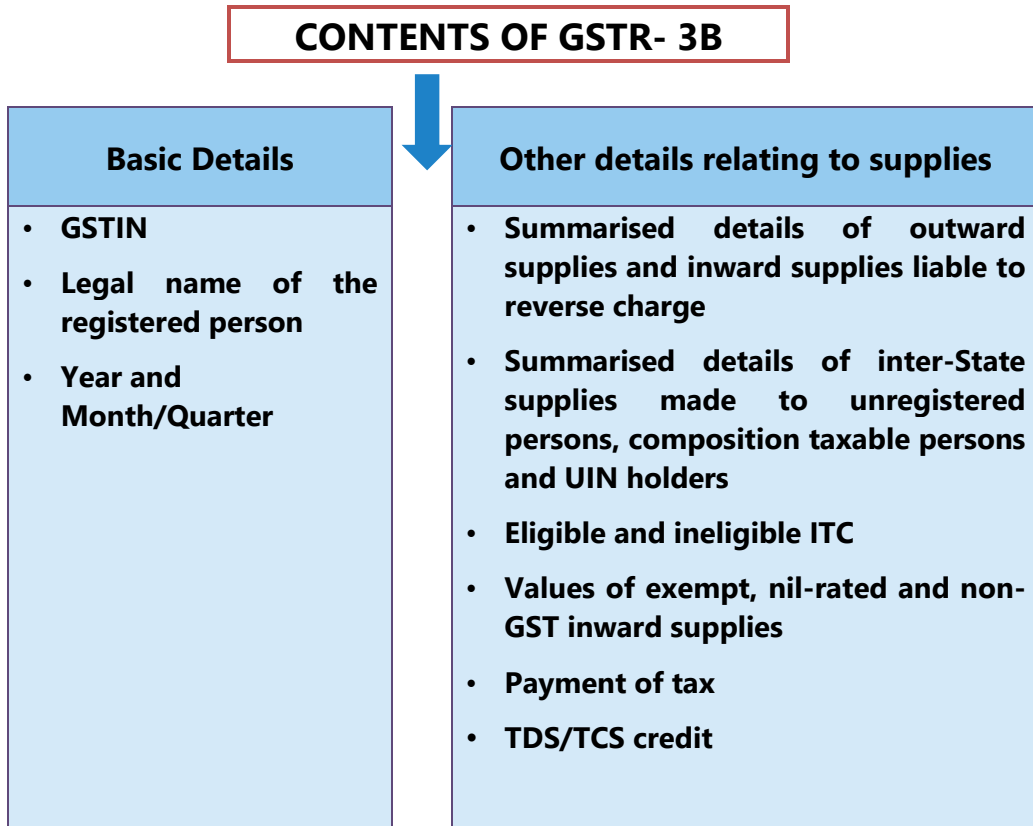 CONTENTS OF GSTR- 3B
Basic Details
• GSTIN
• Legal name of the
registered person
• Year and
Month/Quarter
Other details relating to supplies
• Summarised details of outward
supplies and inward supplies liable to
reverse charge
• Summarised details of inter-State
supplies made to unregistered
persons, composition taxable persons
and UIN holders
• Eligible and ineligible ITC
• Values of exempt, nil-rated and non-
GST inward supplies
• Payment of tax
• TDS/TCS credit